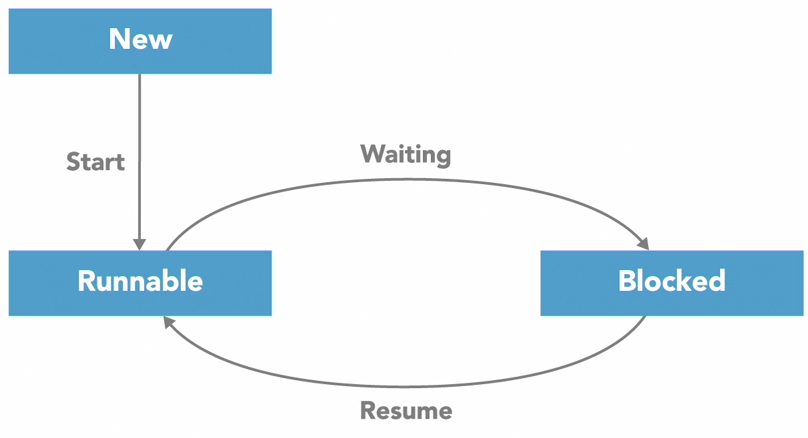 New
Start
Waiting
Runnable
Blocked
Resume